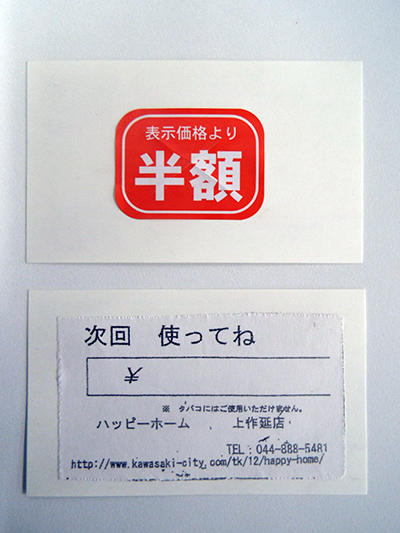 表示価格より
半額
次回 使ってね
¥
※ タバコにはご使用いただけません。
ハッピーホーム 上作延店
TEL:044-888-5481
http://www.kawasaki-city.com/tk/12/happy-home/